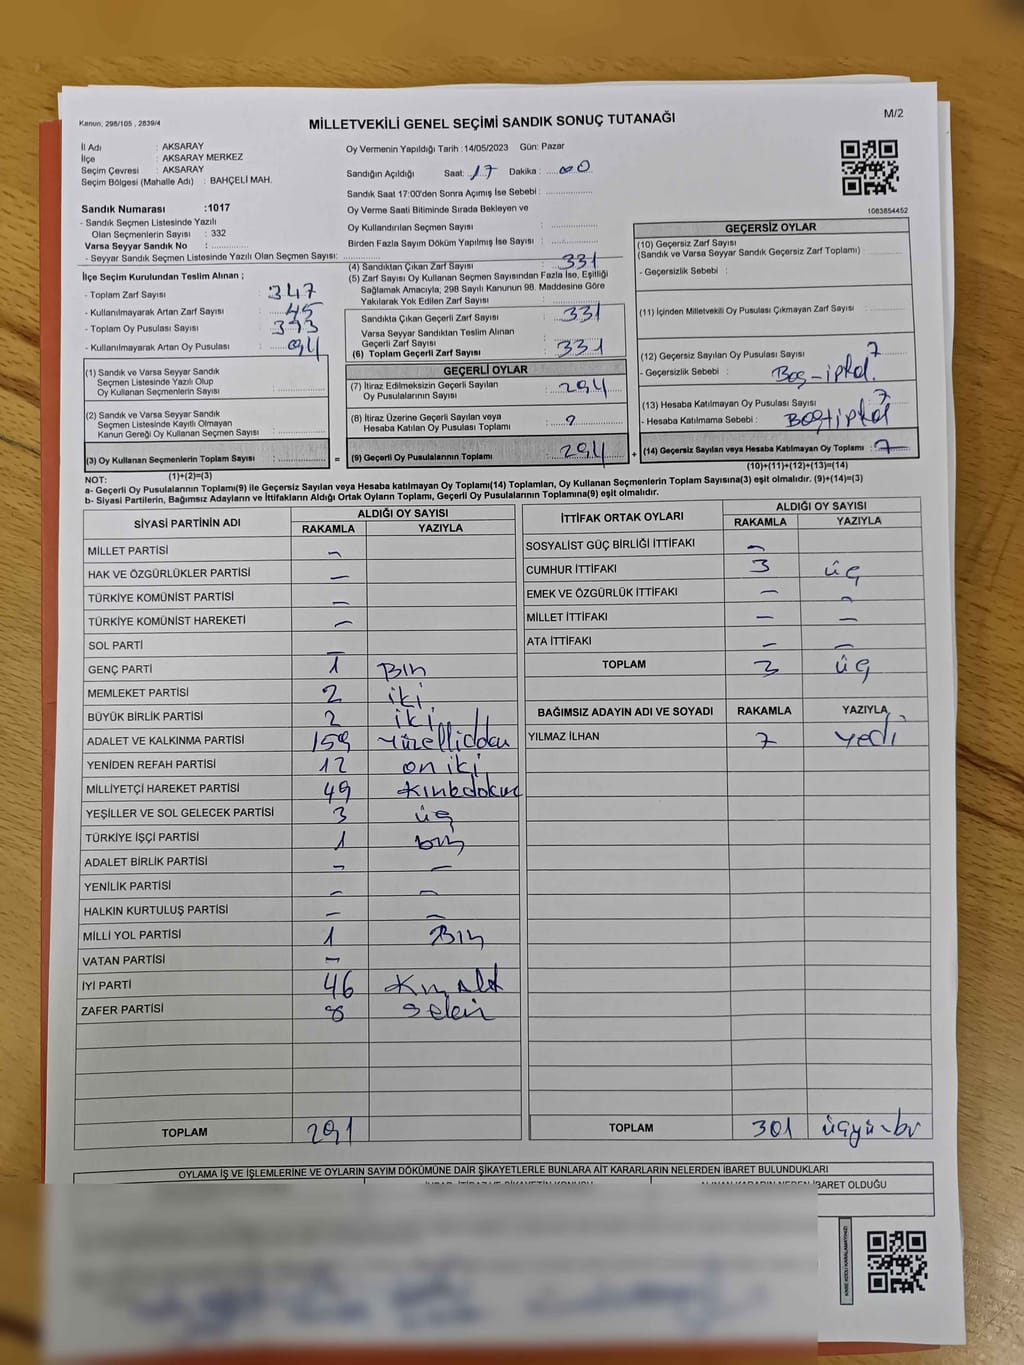 Kanun; 298/105 , 2839/4
MİLLETVEKİLİ GENEL SEÇİMİ SANDIK SONUÇ TUTANAĞI
M/2
İl Adı : AKSARAY
İlçe : AKSARAY MERKEZ
Seçim Çevresi : AKSARAY
Seçim Bölgesi (Mahalle Adı) : BAHÇELİ MAH.
Sandık Numarası :1017
- Sandık Seçmen Listesinde Yazılı
Olan Seçmenlerin Sayısı : 332
Varsa Seyyar Sandık No :
- Seyyar Sandık Seçmen Listesinde Yazılı Olan Seçmen Sayısı:
Oy Vermenin Yapıldığı Tarih :14/05/2023 Gün: Pazar
Sandığın Açıldığı Saat: 17 Dakika : 00
Sandık Saat 17:00'den Sonra Açımış İse Sebebi :
Oy Verme Saati Bitiminde Sırada Bekleyen ve
Oy Kullandırılan Seçmen Sayısı :
Birden Fazla Sayım Döküm Yapılmış İse Sayısı :
1083854452
İlçe Seçim Kurulundan Teslim Alınan ;
- Toplam Zarf Sayısı : 347
- Kullanılmayarak Artan Zarf Sayısı : 45
- Toplam Oy Pusulası Sayısı : 393
- Kullanılmayarak Artan Oy Pusulası : 94
(1) Sandık ve Varsa Seyyar Sandık
Seçmen Listesinde Yazılı Olup
Oy Kullanan Seçmenlerin Sayısı :
(2) Sandık ve Varsa Seyyar Sandık
Seçmen Listesinde Kayıtlı Olmayan
Kanun Gereği Oy Kullanan Seçmen Sayısı :
(3) Oy Kullanan Seçmenlerin Toplam Sayısı :
(1)+(2)=(3)
(4) Sandıktan Çıkan Zarf Sayısı : 331
(5) Zarf Sayısı Oy Kullanan Seçmen Sayısından Fazla İse, Eşitliği
Sağlamak Amacıyla; 298 Sayılı Kanunun 98. Maddesine Göre
Yakılarak Yok Edilen Zarf Sayısı :
Sandıkta Çıkan Geçerli Zarf Sayısı : 331
Varsa Seyyar Sandıktan Teslim Alınan
Geçerli Zarf Sayısı :
(6) Toplam Geçerli Zarf Sayısı : 331
GEÇERLİ OYLAR
(7) İtiraz Edilmeksizin Geçerli Sayılan
Oy Pusulalarının Sayısı : 294
(8) İtiraz Üzerine Geçerli Sayılan veya
Hesaba Katılan Oy Pusulası Toplamı :
= (9) Geçerli Oy Pusulalarının Toplamı : 294
GEÇERSİZ OYLAR
(10) Geçersiz Zarf Sayısı
(Sandık ve Varsa Seyyar Sandık Geçersiz Zarf Toplamı) :
- Geçersizlik Sebebi :
(11) İçinden Milletvekili Oy Pusulası Çıkmayan Zarf Sayısı :
(12) Geçersiz Sayılan Oy Pusulası Sayısı : 7
- Geçersizlik Sebebi : Boş-iptal.
(13) Hesaba Katılmayan Oy Pusulası Sayısı : 7
- Hesaba Katılmama Sebebi : Boş+iptal
+ (14) Geçersiz Sayılan veya Hesaba Katılmayan Oy Toplamı : 7
(10)+(11)+(12)+(13)=(14)
NOT:
a- Geçerli Oy Pusulalarının Toplamı(9) ile Geçersiz Sayılan veya Hesaba katılmayan Oy Toplamı(14) Toplamları, Oy Kullanan Seçmenlerin Toplam Sayısına(3) eşit olmalıdır. (9)+(14)=(3)
b- Siyasi Partilerin, Bağımsız Adayların ve İttifakların Aldığı Ortak Oyların Toplamı, Geçerli Oy Pusulalarının Toplamına(9) eşit olmalıdır.
SİYASİ PARTİNİN ADI ALDIĞI OY SAYISI
RAKAMLA YAZIYLA
MİLLET PARTİSİ -
HAK VE ÖZGÜRLÜKLER PARTİSİ -
TÜRKİYE KOMÜNİST PARTİSİ -
TÜRKİYE KOMÜNİST HAREKETİ -
SOL PARTİ -
GENÇ PARTİ 1 Bir
MEMLEKET PARTİSİ 2 iki
BÜYÜK BİRLİK PARTİSİ 2 iki
ADALET VE KALKINMA PARTİSİ 159 yüzellidokuz
YENİDEN REFAH PARTİSİ 12 on iki
MİLLİYETÇİ HAREKET PARTİSİ 49 Kırkdokuz
YEŞİLLER VE SOL GELECEK PARTİSİ 3 üç
TÜRKİYE İŞÇİ PARTİSİ 1 bir
ADALET BİRLİK PARTİSİ - -
YENİLİK PARTİSİ - -
HALKIN KURTULUŞ PARTİSİ - -
MİLLİ YOL PARTİSİ 1 Bir
VATAN PARTİSİ -
İYİ PARTİ 46 Kırk Altı
ZAFER PARTİSİ 8 sekiz
TOPLAM 291
İTTİFAK ORTAK OYLARI ALDIĞI OY SAYISI
RAKAMLA YAZIYLA
SOSYALİST GÜÇ BİRLİĞİ İTTİFAKI -
CUMHUR İTTİFAKI 3 üç
EMEK VE ÖZGÜRLÜK İTTİFAKI - -
MİLLET İTTİFAKI - -
ATA İTTİFAKI - -
TOPLAM 3 üç
BAĞIMSIZ ADAYIN ADI VE SOYADI RAKAMLA YAZIYLA
YILMAZ İLHAN 7 yedi
TOPLAM 301 üçyüzbir
OYLAMA İŞ VE İŞLEMLERİNE VE OYLARIN SAYIM DÖKÜMÜNE DAİR ŞİKAYETLERLE BUNLARA AİT KARARLARIN NELERDEN İBARET BULUNDUKLARI